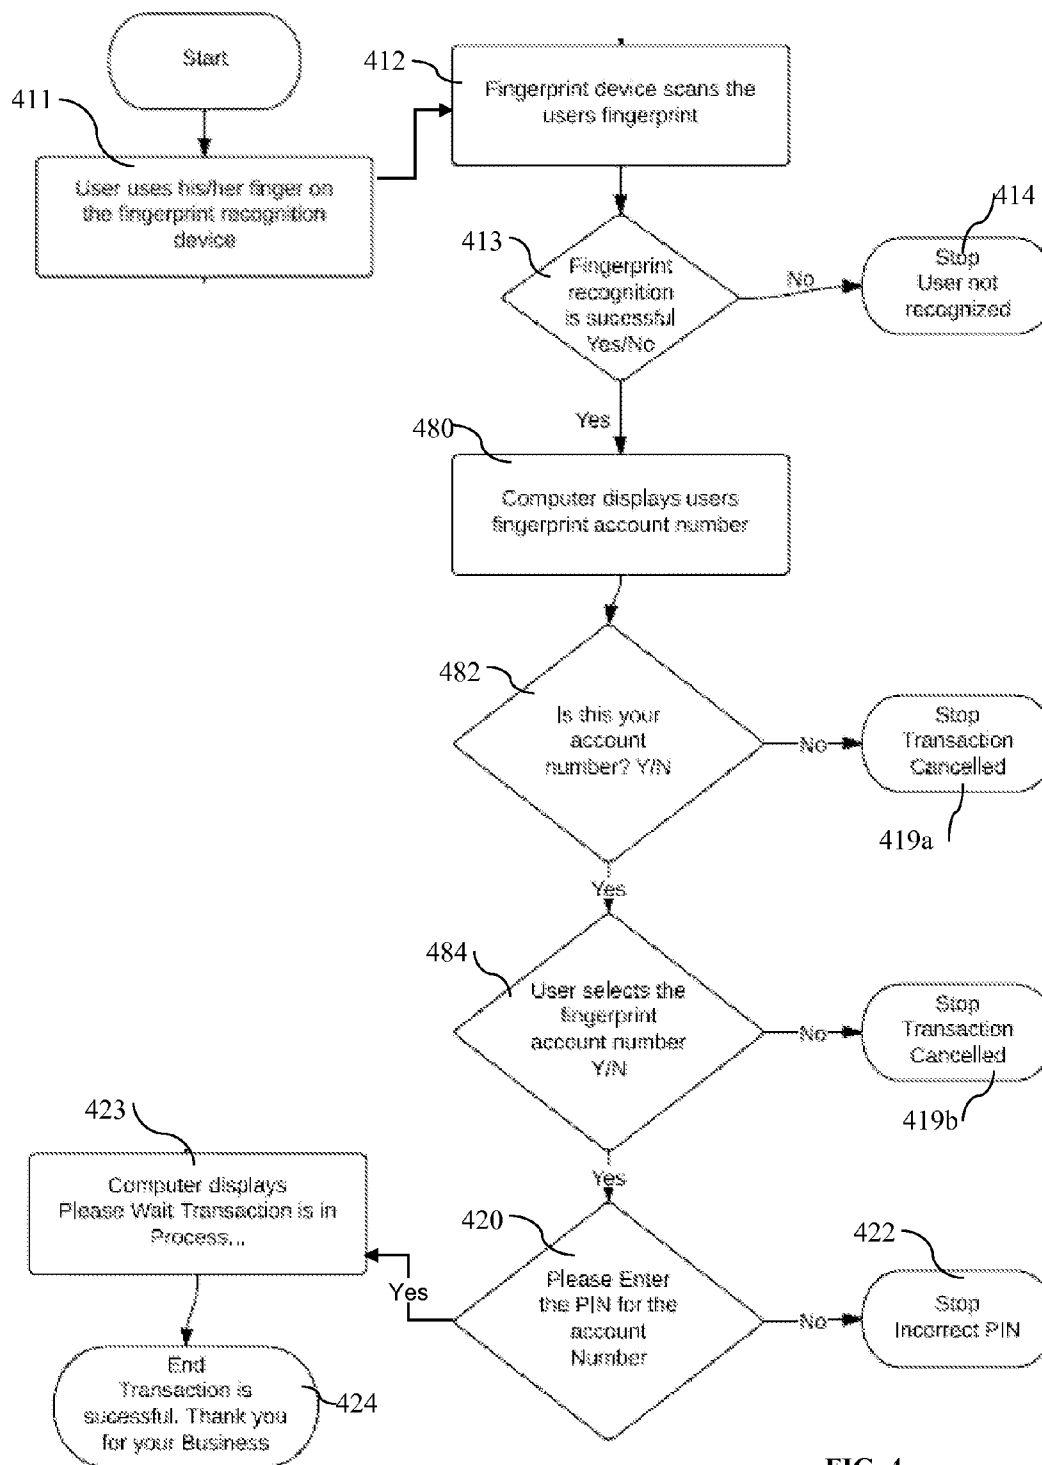 Start
411
User uses his/her finger on
the fingerprint recognition
device
412
Fingerprint device scans the
users fingerprint
413
Fingerprint
recognition
is sucessful
Yes/No
No
414
Stop
User not
recognized
Yes
480
Computer displays users
fingerprint account number
482
Is this your
account
number? Y/N
No
Stop
Transaction
Cancelled
419a
Yes
484
User selects the
fingerprint
account number
Y/N
No
Stop
Transaction
Cancelled
419b
Yes
420
Please Enter
the PIN for the
account
Number
No
422
Stop
Incorrect PIN
Yes
423
Computer displays
Please Wait Transaction is in
Process...
End
Transaction is
sucessful. Thank you
for your Business
424
FIG. 4